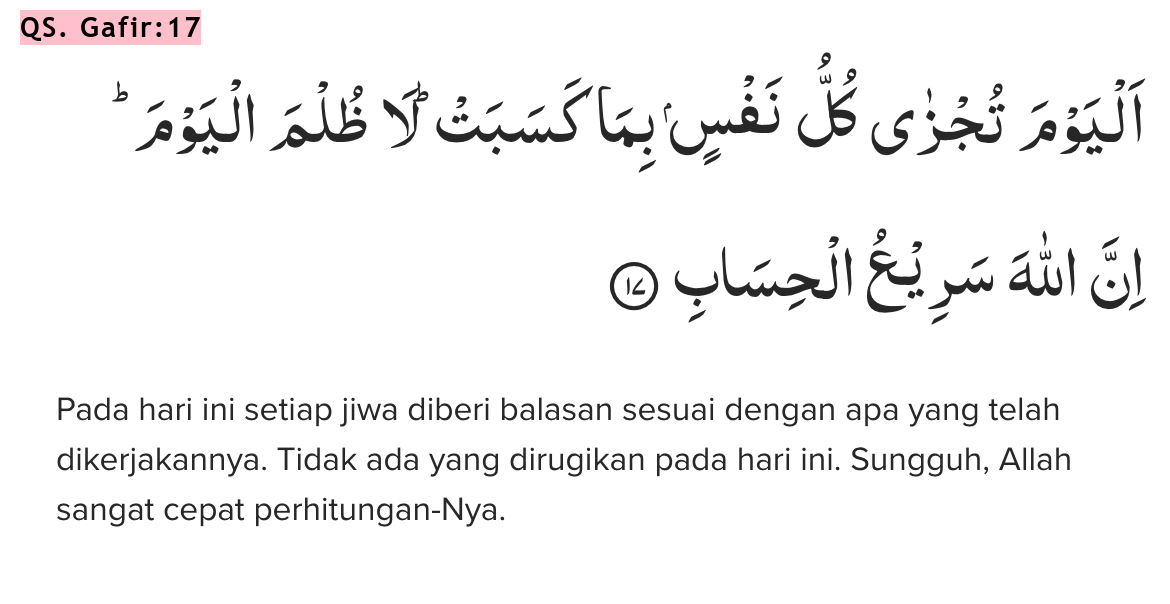 QS. Gafir:17
اَلْيَوْمَ تُجْزٰى كُلُّ نَفْسٍۢ بِمَا كَسَبَتْ ۗ لَا ظُلْمَ الْيَوْمَ ۗ
اِنَّ اللّٰهَ سَرِيْعُ الْحِسَابِ ١٧
Pada hari ini setiap jiwa diberi balasan sesuai dengan apa yang telah
dikerjakannya. Tidak ada yang dirugikan pada hari ini. Sungguh, Allah
sangat cepat perhitungan-Nya.